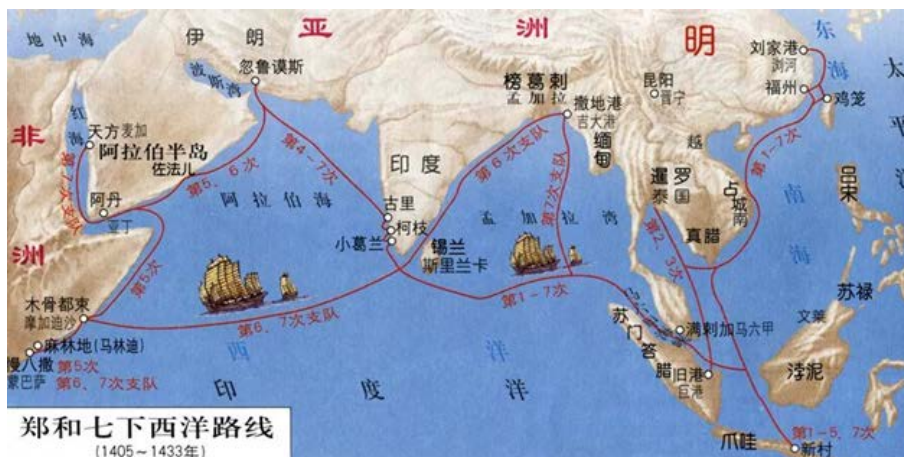 郑和七下西洋路线
(1405～1433年)
地中海
伊朗
亚洲
明
东海
太平洋
刘家港
浏河
福州
鸡笼
忽鲁谟斯
波斯湾
红海
非洲
天方麦加
阿拉伯半岛
佐法儿
第7次支队
第5、6次
第4－7次
榜葛剌
孟加拉
昆阳
晋宁
撒地港
吉大港
缅甸
越南
第1－7次
印度
第6次支队
第7次支队
暹罗
泰国
占城
吕宋
南海
阿丹
亚丁
阿拉伯海
古里
柯枝
小葛兰
孟加拉湾
锡兰
斯里兰卡
真腊
第2、3次
第5次
第6、7次支队
第1－7次
木骨都束
摩加迪沙
麻林地(马林迪)
慢八撒
蒙巴萨
第5次
第6、7次支队
西洋
印度洋
苏门答腊
满剌加马六甲
旧港
巨港
苏禄
文莱
浡泥
爪哇
第1－5，7次
新村